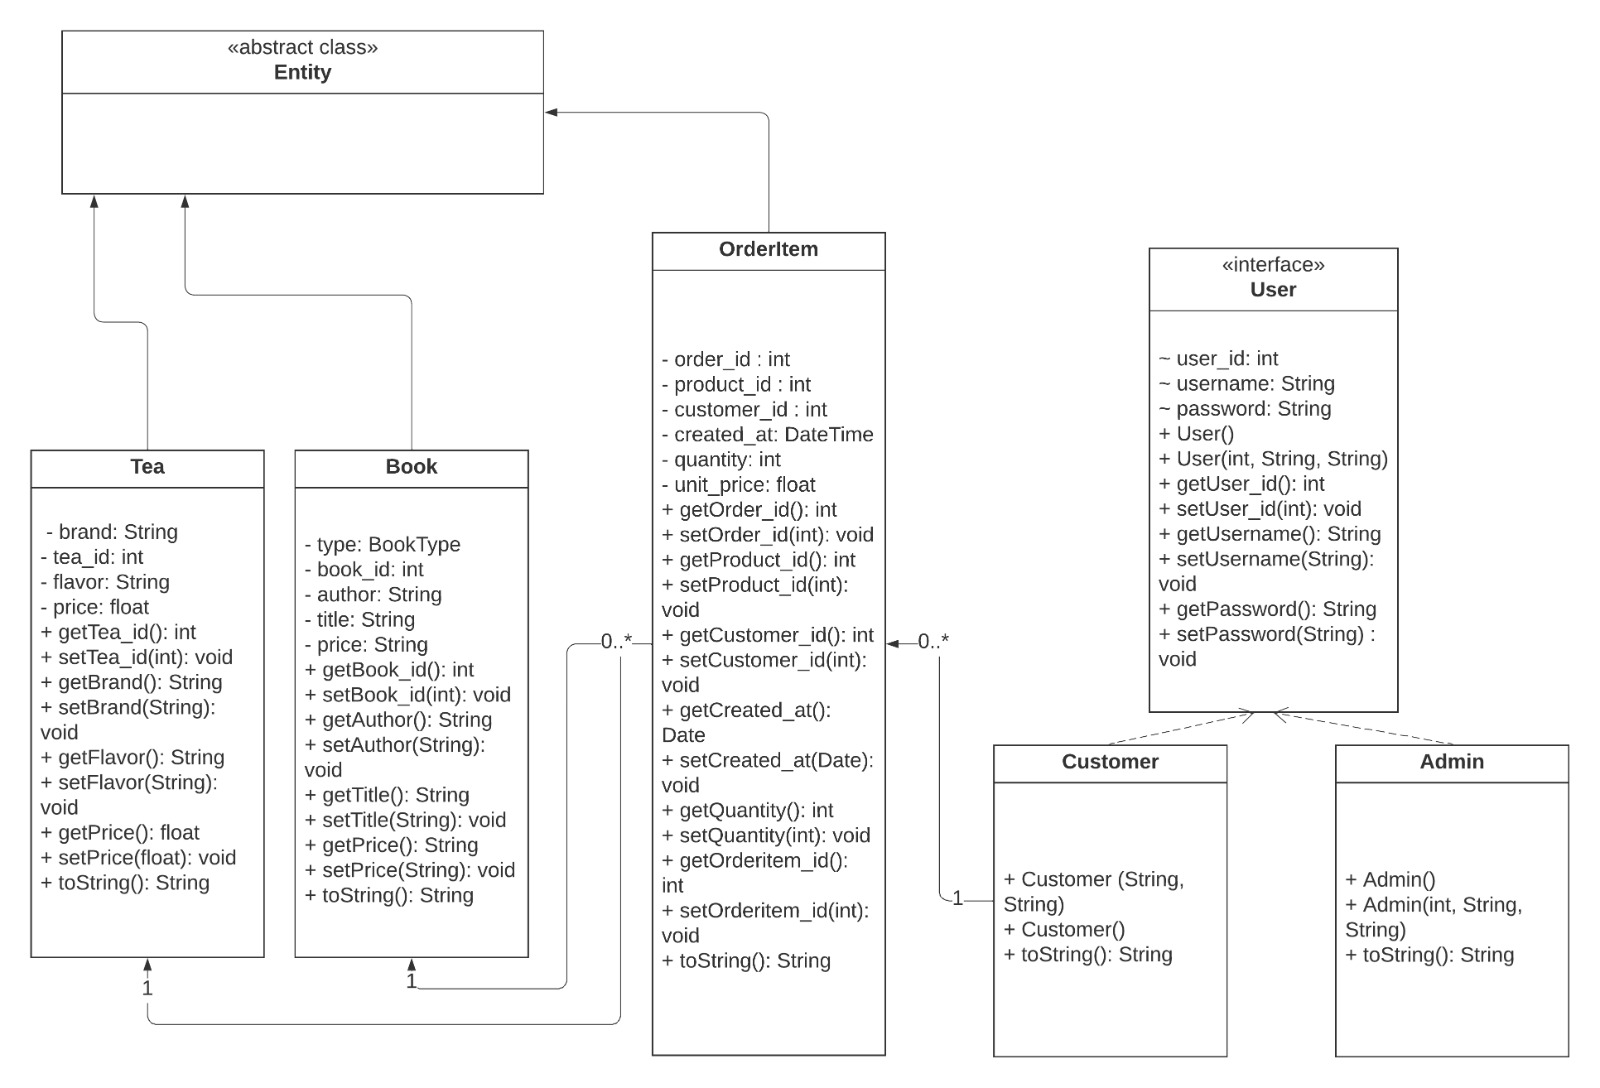 «abstract class»
Entity
OrderItem
- order_id : int
- product_id : int
- customer_id : int
- created_at: DateTime
- quantity: int
- unit_price: float
+ getOrder_id(): int
+ setOrder_id(int): void
+ getProduct_id(): int
+ setProduct_id(int):
void
+ getCustomer_id(): int
+ setCustomer_id(int):
void
+ getCreated_at():
Date
+ setCreated_at(Date):
void
+ getQuantity(): int
+ setQuantity(int): void
+ getOrderitem_id():
int
+ setOrderitem_id(int):
void
+ toString(): String
«interface»
User
~ user_id: int
~ username: String
~ password: String
+ User()
+ User(int, String, String)
+ getUser_id(): int
+ setUser_id(int): void
+ getUsername(): String
+ setUsername(String):
void
+ getPassword(): String
+ setPassword(String) :
void
Tea
- brand: String
- tea_id: int
- flavor: String
- price: float
+ getTea_id(): int
+ setTea_id(int): void
+ getBrand(): String
+ setBrand(String):
void
+ getFlavor(): String
+ setFlavor(String):
void
+ getPrice(): float
+ setPrice(float): void
+ toString(): String
Book
- type: BookType
- book_id: int
- author: String
- title: String
- price: String
+ getBook_id(): int
+ setBook_id(int): void
+ getAuthor(): String
+ setAuthor(String):
void
+ getTitle(): String
+ setTitle(String): void
+ getPrice(): String
+ setPrice(String): void
+ toString(): String
0..*
0..*
Customer
+ Customer (String,
String)
+ Customer()
+ toString(): String
Admin
+ Admin()
+ Admin(int, String,
String)
+ toString(): String
1
1
1